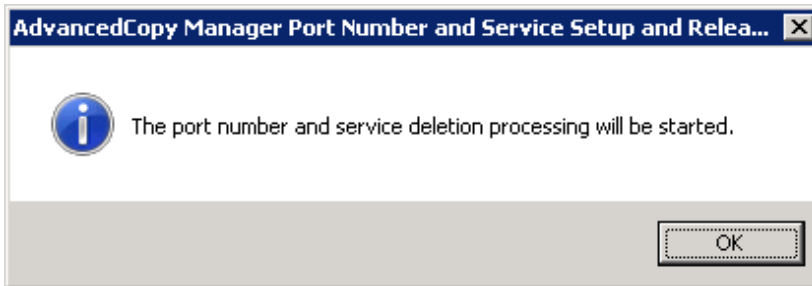 AdvancedCopy Manager Port Number and Service Setup and Relea...
The port number and service deletion processing will be started.
OK